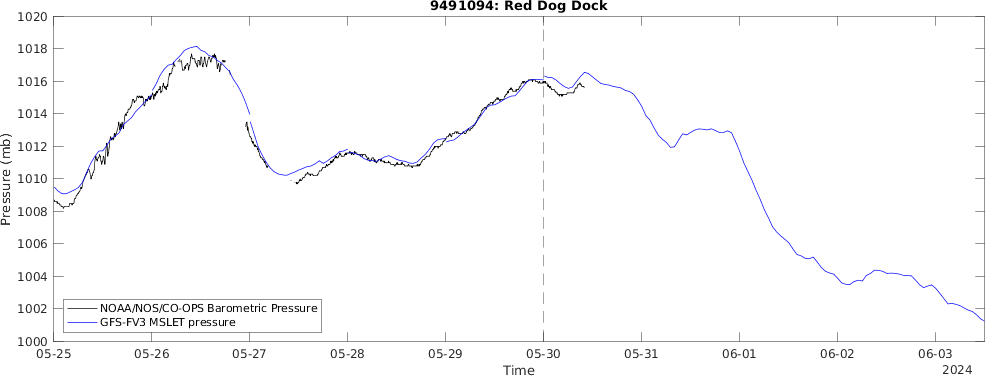 9491094: Red Dog Dock
1020
1018
1016
1014
1012
1010
1008
1006
1004
1002
1000
Pressure (mb)
NOAA/NOS/CO-OPS Barometric Pressure
GFS-FV3 MSLET pressure
05-25 05-26 05-27 05-28 05-29 05-30 05-31 06-01 06-02 06-03
Time
2024